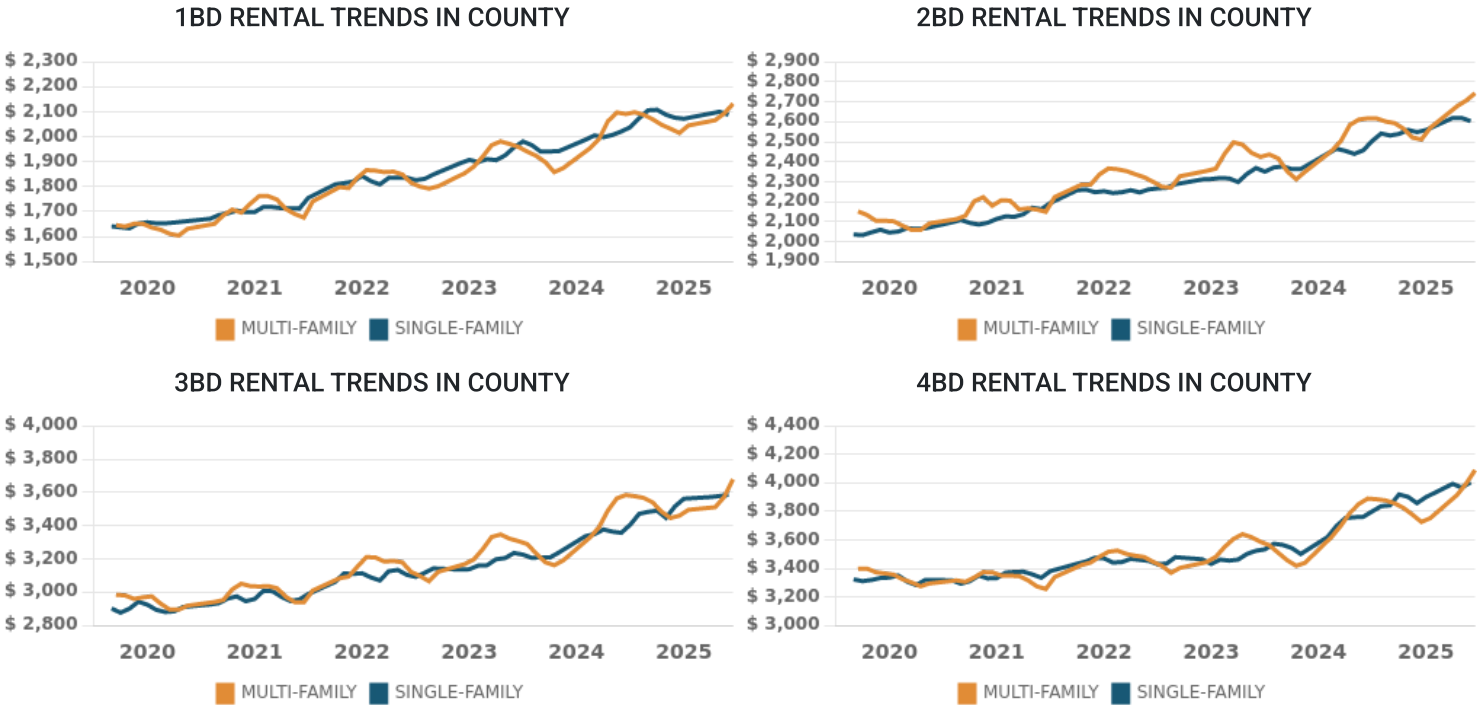 1BD RENTAL TRENDS IN COUNTY
$ 2,300
$ 2,200
$ 2,100
$ 2,000
$ 1,900
$ 1,800
$ 1,700
$ 1,600
$ 1,500
2020 2021 2022 2023 2024 2025
MULTI-FAMILY SINGLE-FAMILY
2BD RENTAL TRENDS IN COUNTY
$ 2,900
$ 2,800
$ 2,700
$ 2,600
$ 2,500
$ 2,400
$ 2,300
$ 2,200
$ 2,100
$ 2,000
$ 1,900
2020 2021 2022 2023 2024 2025
MULTI-FAMILY SINGLE-FAMILY
3BD RENTAL TRENDS IN COUNTY
$ 4,000
$ 3,800
$ 3,600
$ 3,400
$ 3,200
$ 3,000
$ 2,800
2020 2021 2022 2023 2024 2025
MULTI-FAMILY SINGLE-FAMILY
4BD RENTAL TRENDS IN COUNTY
$ 4,400
$ 4,200
$ 4,000
$ 3,800
$ 3,600
$ 3,400
$ 3,200
$ 3,000
2020 2021 2022 2023 2024 2025
MULTI-FAMILY SINGLE-FAMILY